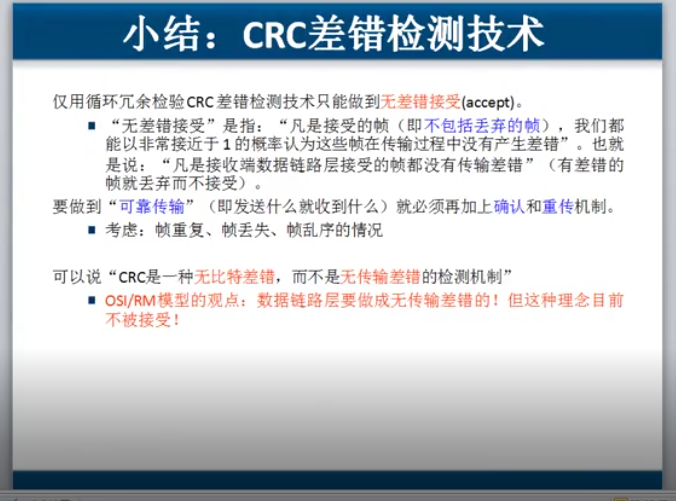 小结：CRC差错检测技术
仅用循环冗余检验CRC 差错检测技术只能做到无差错接受(accept)。
“无差错接受”是指：“凡是接受的帧（即不包括丢弃的帧），我们都
能以非常接近于 1 的概率认为这些帧在传输过程中没有产生差错”。也就
是说：“凡是接收端数据链路层接受的帧都没有传输差错”（有差错的
帧就丢弃而不接受）。
要做到“可靠传输”（即发送什么就收到什么）就必须再加上确认和重传机制。
考虑：帧重复、帧丢失、帧乱序的情况
可以说“CRC是一种无比特差错，而不是无传输差错的检测机制”
OSI/RM模型的观点：数据链路层要做成无传输差错的！但这种理念目前
不被接受！